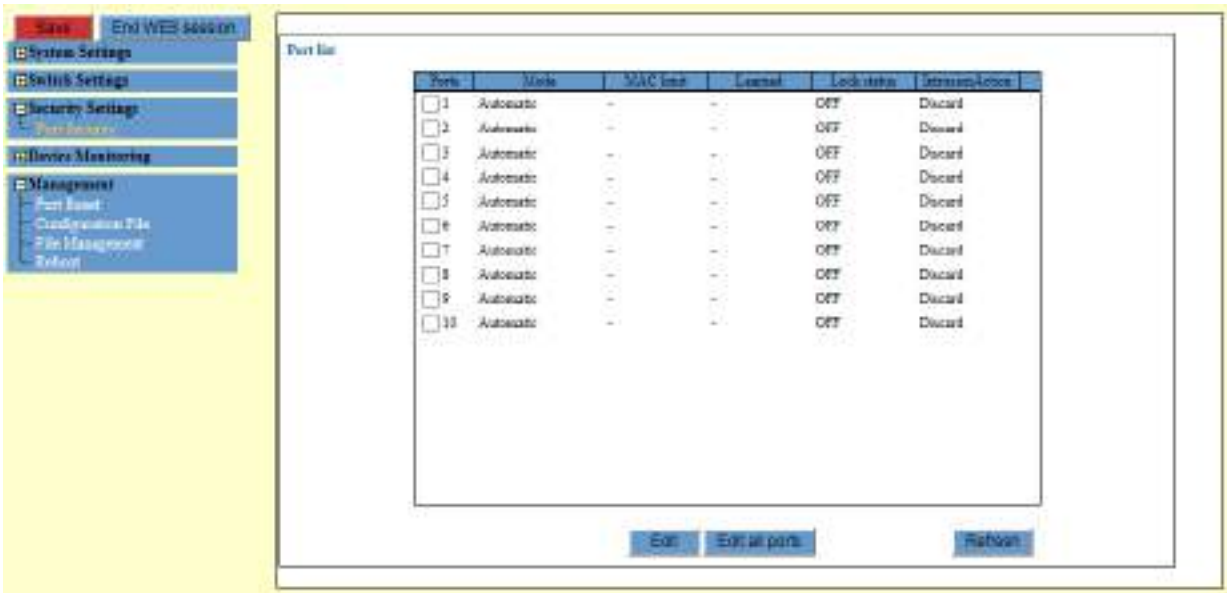 Save End WEB session
System Settings
Switch Settings
Security Settings
Port Security
Device Monitoring
Management
Port Reset
Configuration File
File Management
Reboot
Port list
Ports Mode MAC limit Learned Lock status IntrusionAction
1 Automatic - - OFF Discard
2 Automatic - - OFF Discard
3 Automatic - - OFF Discard
4 Automatic - - OFF Discard
5 Automatic - - OFF Discard
6 Automatic - - OFF Discard
7 Automatic - - OFF Discard
8 Automatic - - OFF Discard
9 Automatic - - OFF Discard
10 Automatic - - OFF Discard
Edit Edit all ports Refresh